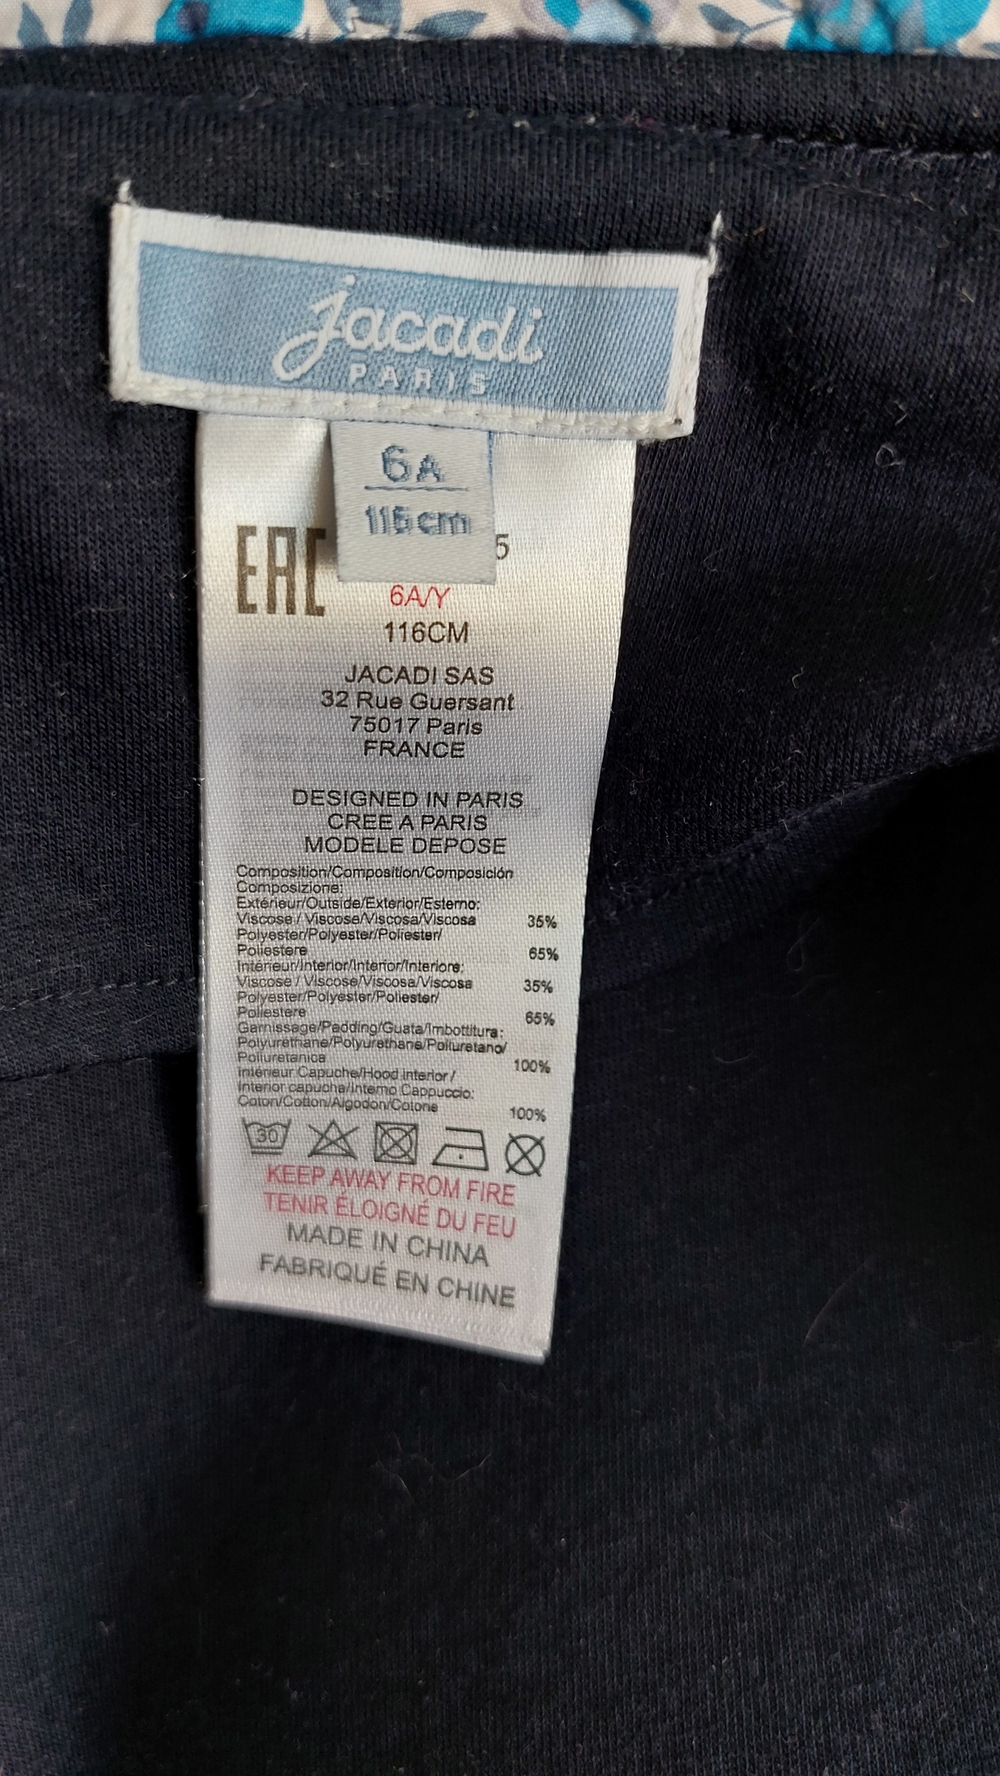 jacadi
PARIS
6A
116cm
EAC
5
6A/Y
116CM
JACADI SAS
32 Rue Guersant
75017 Paris
FRANCE
DESIGNED IN PARIS
CREE A PARIS
MODELE DEPOSE
Composition/Composition/Composición
Composizione:
Extérieur/Outside/Exterior/Esterno:
Viscose / Viscose/Viscosa/Viscosa 35%
Polyester/Polyester/Poliester/
Poliestere 65%
Intérieur/Interior/Interior/Interiore:
Viscose / Viscose/Viscosa/Viscosa 35%
Polyester/Polyester/Poliester/
Poliestere 65%
Garnissage/Padding/Guata/Imbottitura:
Polyurethane/Polyurethane/Poliuretano/
Poliuretanica 100%
Interieur Capuche/Hood interior /
Interior capucha/Interno Cappuccio:
Coton/Cotton/Algodon/Cotone 100%
30
KEEP AWAY FROM FIRE
TENIR ÉLOIGNÉ DU FEU
MADE IN CHINA
FABRIQUÉ EN CHINE